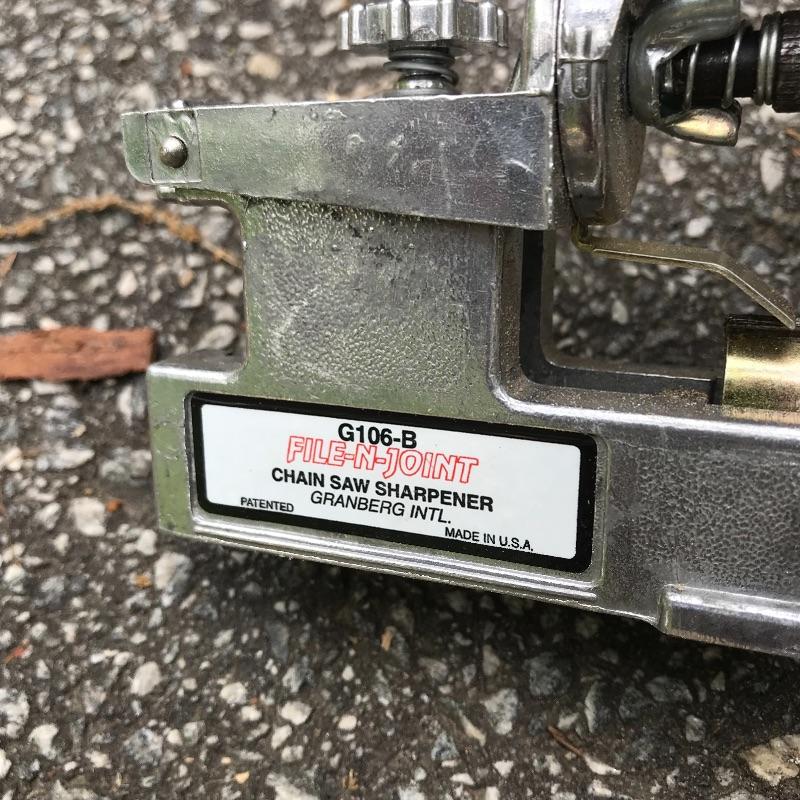 G106-B
FILE-N-JOINT
CHAIN SAW SHARPENER
GRANBERG INTL.
PATENTED
MADE IN U.S.A.